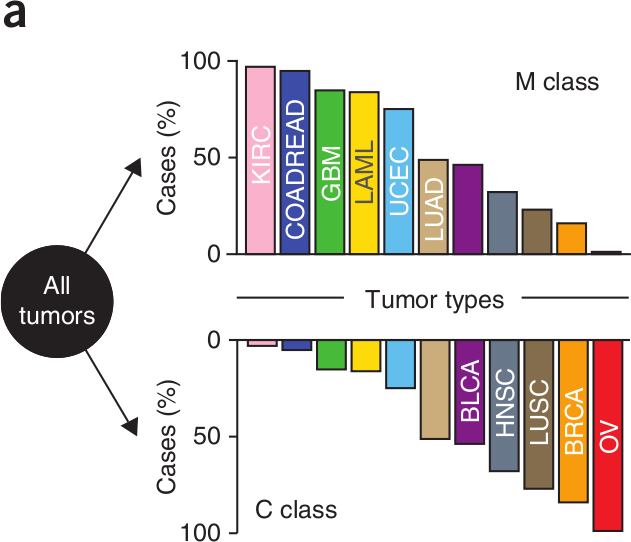 a
100
M class
Cases (%)
50
0
KIRC
COADREAD
GBM
LAML
UCEC
LUAD
All
tumors
Tumor types
0
Cases (%)
50
100
BLCA
HNSC
LUSC
BRCA
OV
C class